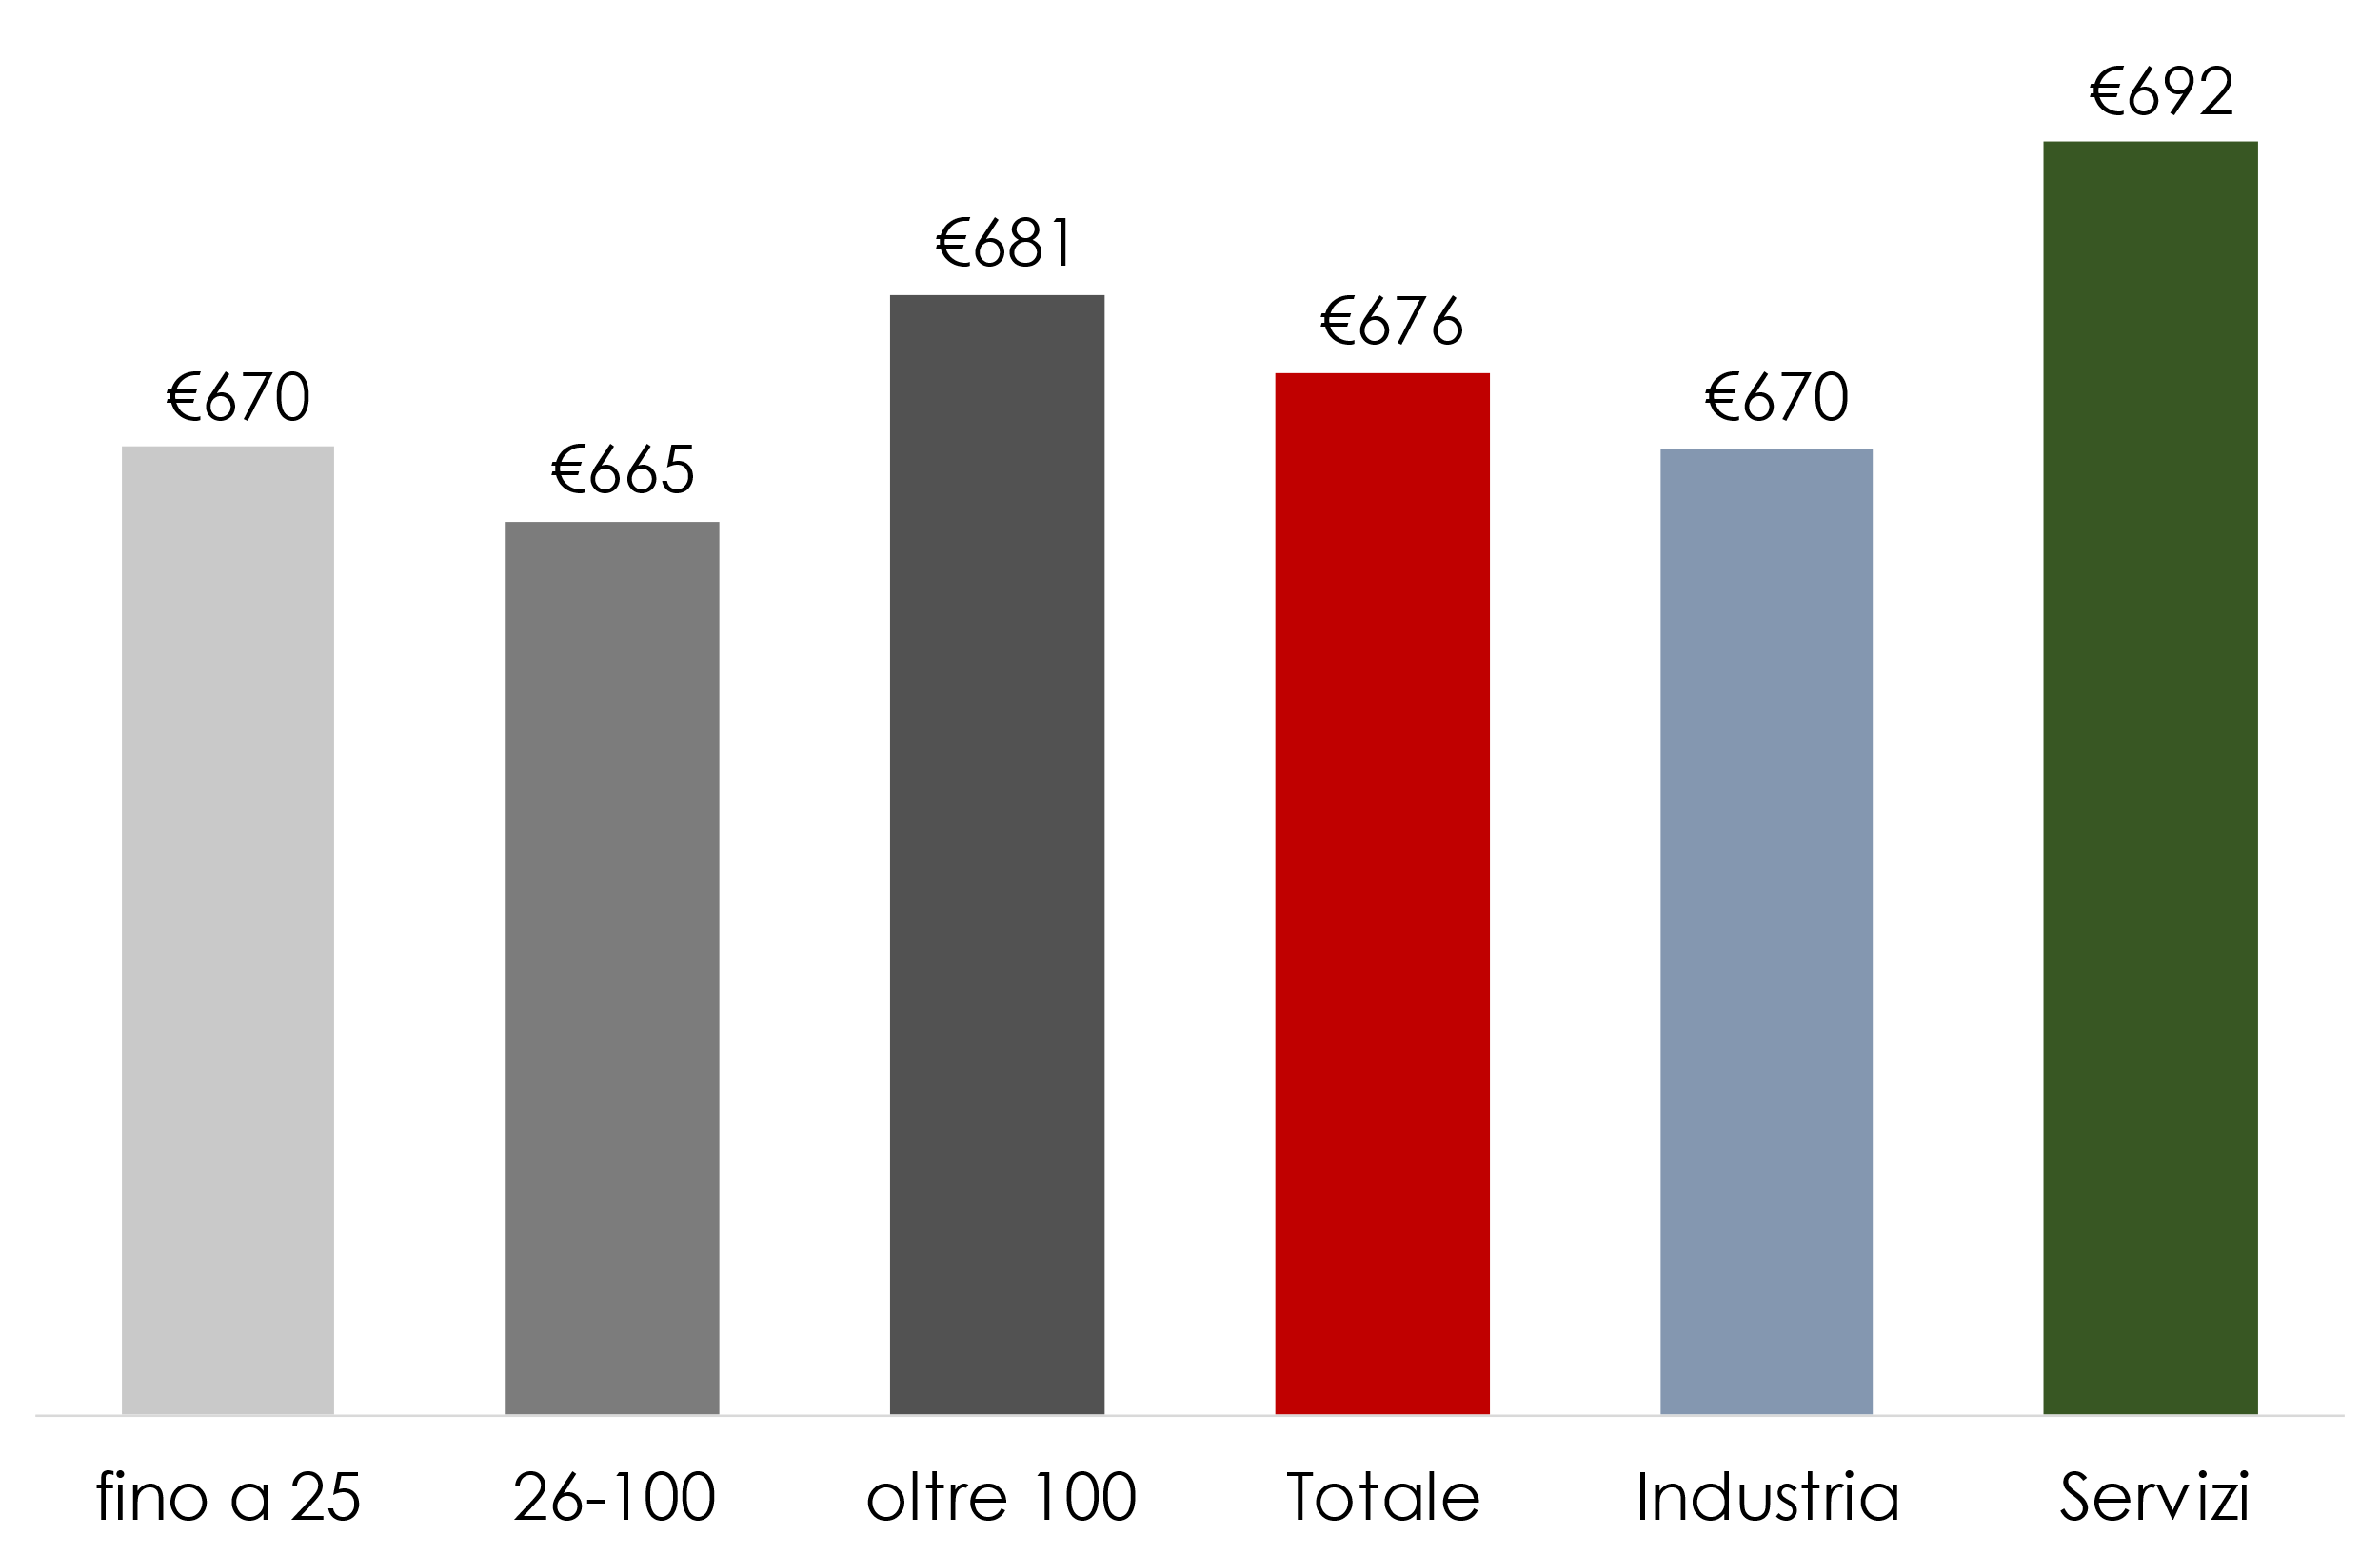 €692
€681
€676
€670
€670
€665
fino a 25
26-100
oltre 100
Totale
Industria
Servizi